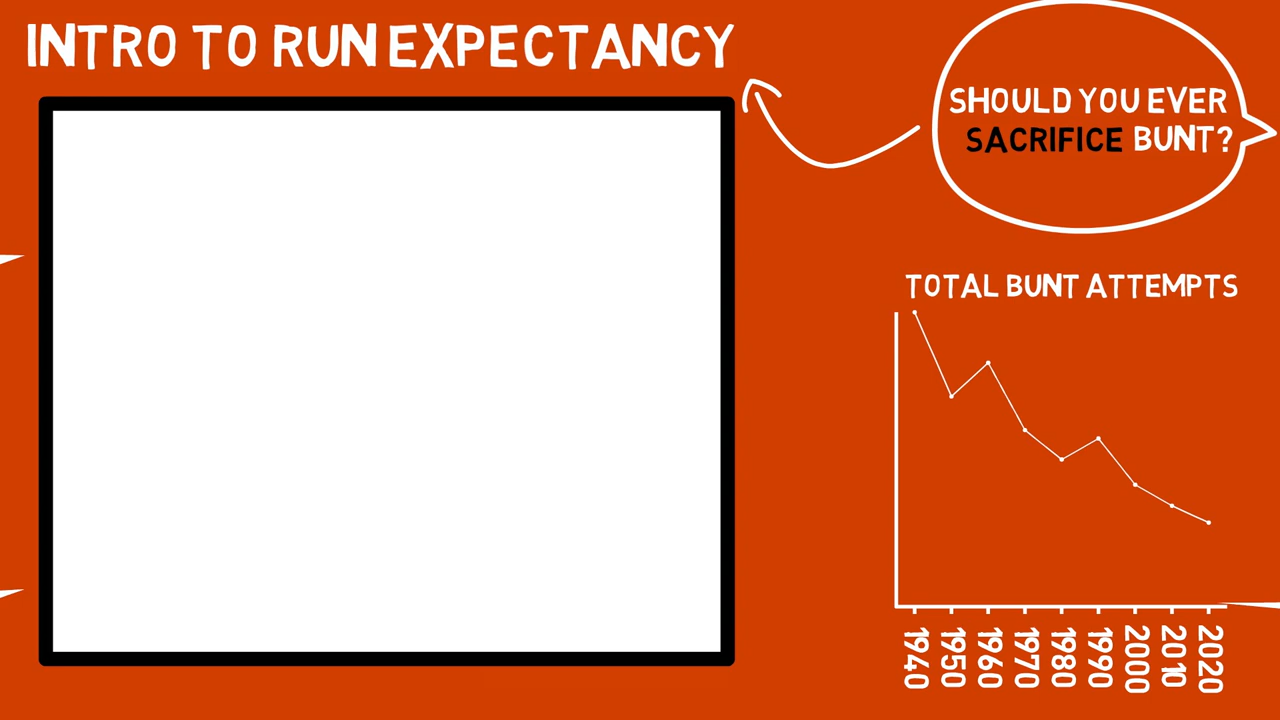 INTRO TO RUN EXPECTANCY
SHOULD YOU EVER
SACRIFICE BUNT?
TOTAL BUNT ATTEMPTS
1940
1950
1960
1970
1980
1990
2000
2010
2020